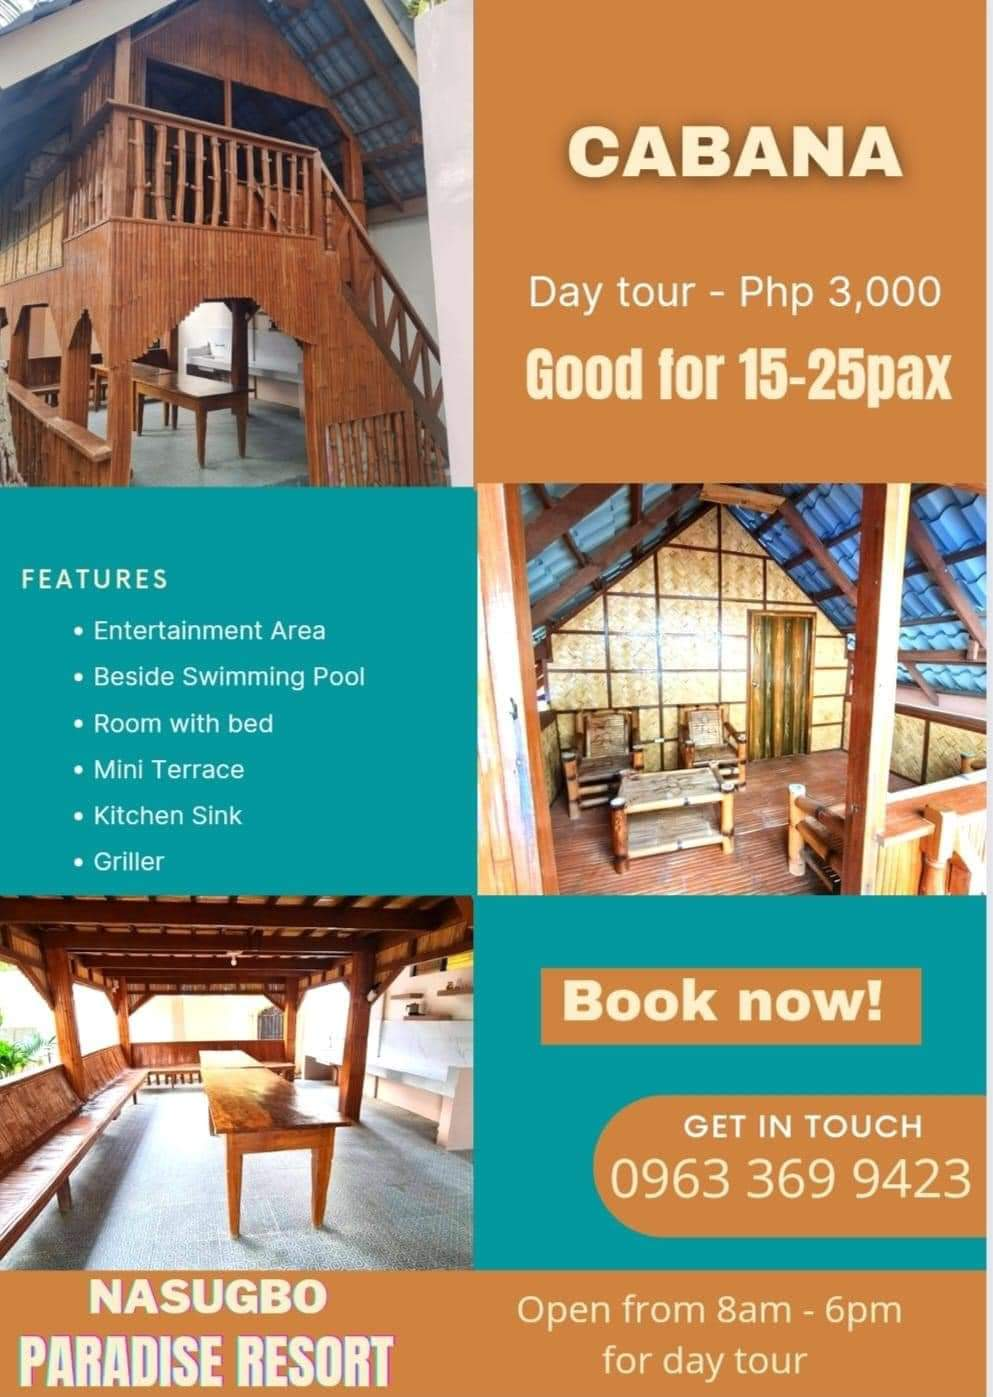 CABANA
Day tour - Php 3,000
Good for 15-25pax
FEATURES
• Entertainment Area
• Beside Swimming Pool
• Room with bed
• Mini Terrace
• Kitchen Sink
• Griller
Book now!
GET IN TOUCH
0963 369 9423
NASUGBO
PARADISE RESORT
Open from 8am - 6pm
for day tour